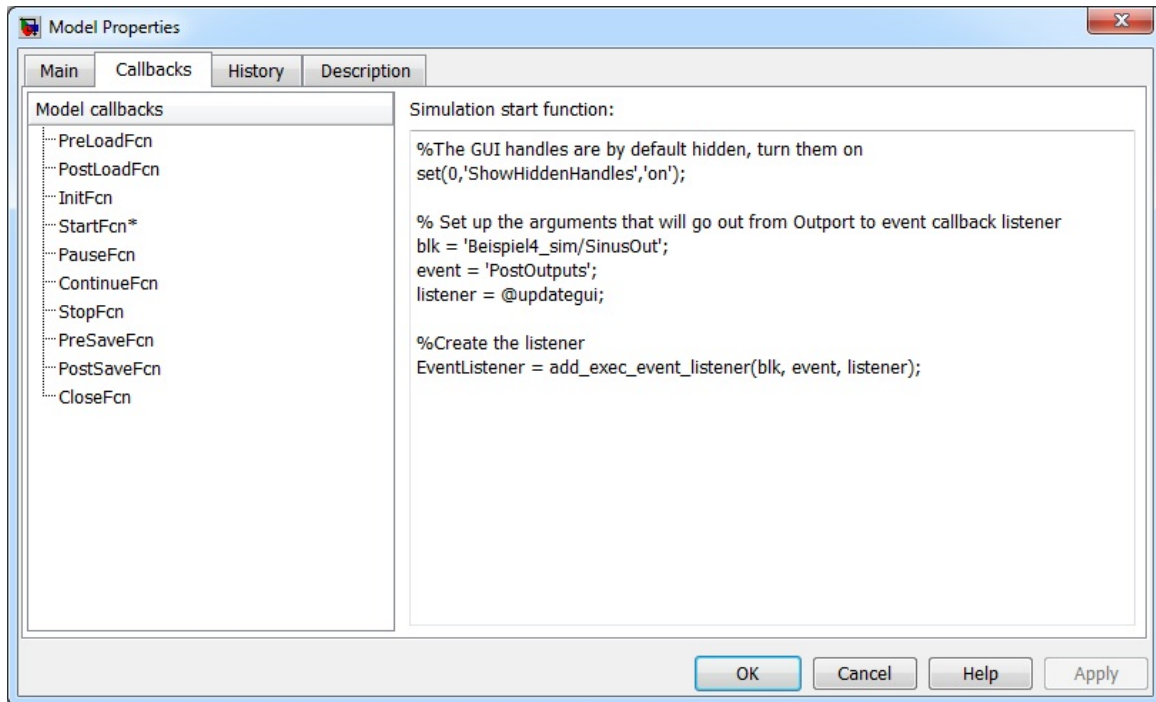 Model Properties
Main Callbacks History Description
Model callbacks
PreLoadFcn
PostLoadFcn
InitFcn
StartFcn*
PauseFcn
ContinueFcn
StopFcn
PreSaveFcn
PostSaveFcn
CloseFcn
Simulation start function:
%The GUI handles are by default hidden, turn them on
set(0,'ShowHiddenHandles','on');
% Set up the arguments that will go out from Outport to event callback listener
blk = 'Beispiel4_sim/SinusOut';
event = 'PostOutputs';
listener = @updategui;
%Create the listener
EventListener = add_exec_event_listener(blk, event, listener);
OK Cancel Help Apply